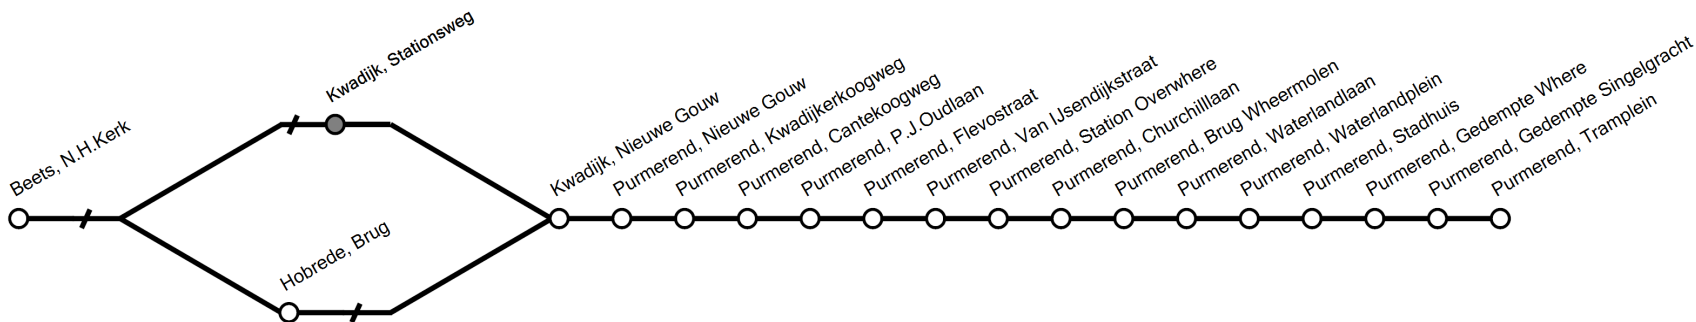 Beets, N.H.Kerk
Kwadijk, Stationsweg
Hobrede, Brug
Kwadijk, Nieuwe Gouw
Purmerend, Nieuwe Gouw
Purmerend, Kwadijkerkoogweg
Purmerend, Cantekoogweg
Purmerend, P.J.Oudlaan
Purmerend, Flevostraat
Purmerend, Van IJsendijkstraat
Purmerend, Station Overwhere
Purmerend, Churchilllaan
Purmerend, Brug Wheermolen
Purmerend, Waterlandlaan
Purmerend, Waterlandplein
Purmerend, Stadhuis
Purmerend, Gedempte Where
Purmerend, Gedempte Singelgracht
Purmerend, Tramplein